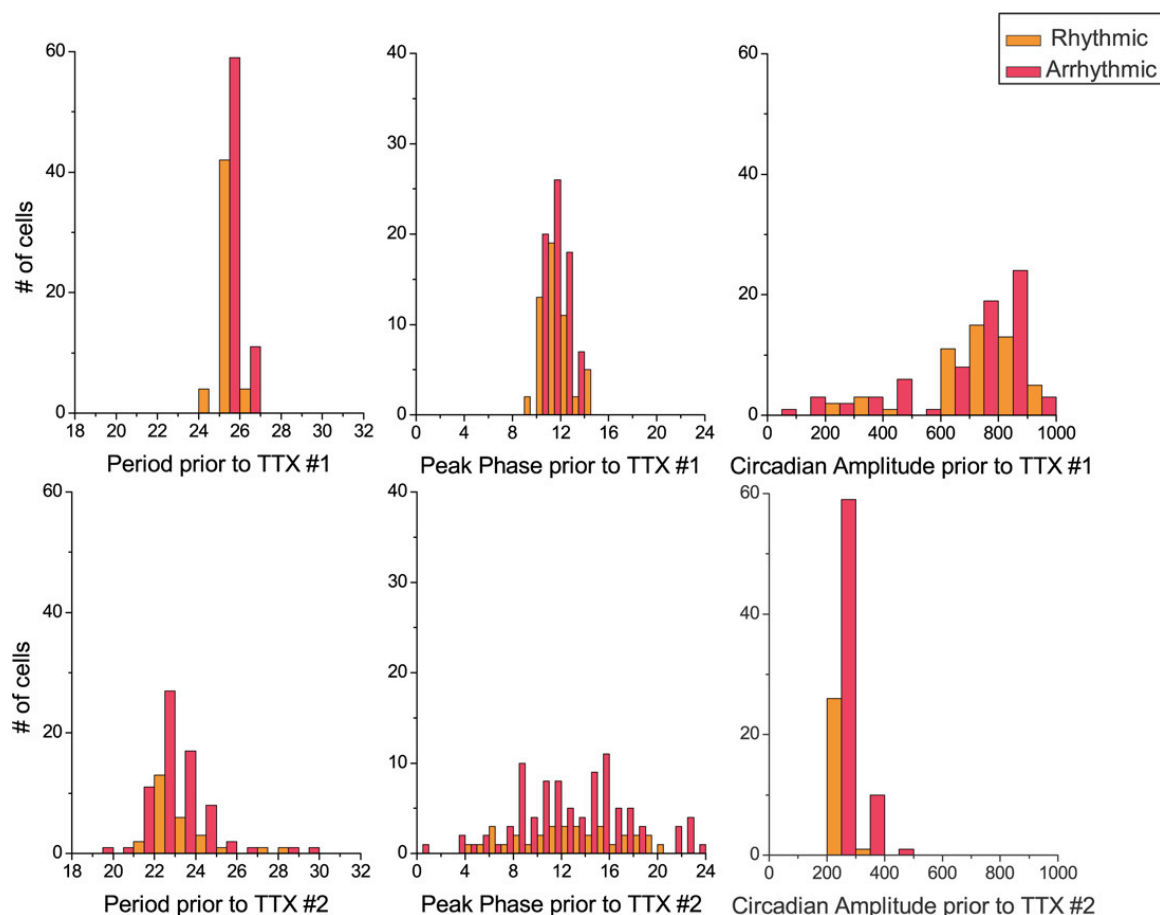 Rhythmic
Arrhythmic
60
40
20
0
# of cells
18 20 22 24 26 28 30 32
Period prior to TTX #1
40
30
20
10
0
0 4 8 12 16 20 24
Peak Phase prior to TTX #1
60
40
20
0
0 200 400 600 800 1000
Circadian Amplitude prior to TTX #1
60
40
20
0
# of cells
18 20 22 24 26 28 30 32
Period prior to TTX #2
40
30
20
10
0
0 4 8 12 16 20 24
Peak Phase prior to TTX #2
60
40
20
0
200 400 600 800 1000
Circadian Amplitude prior to TTX #2